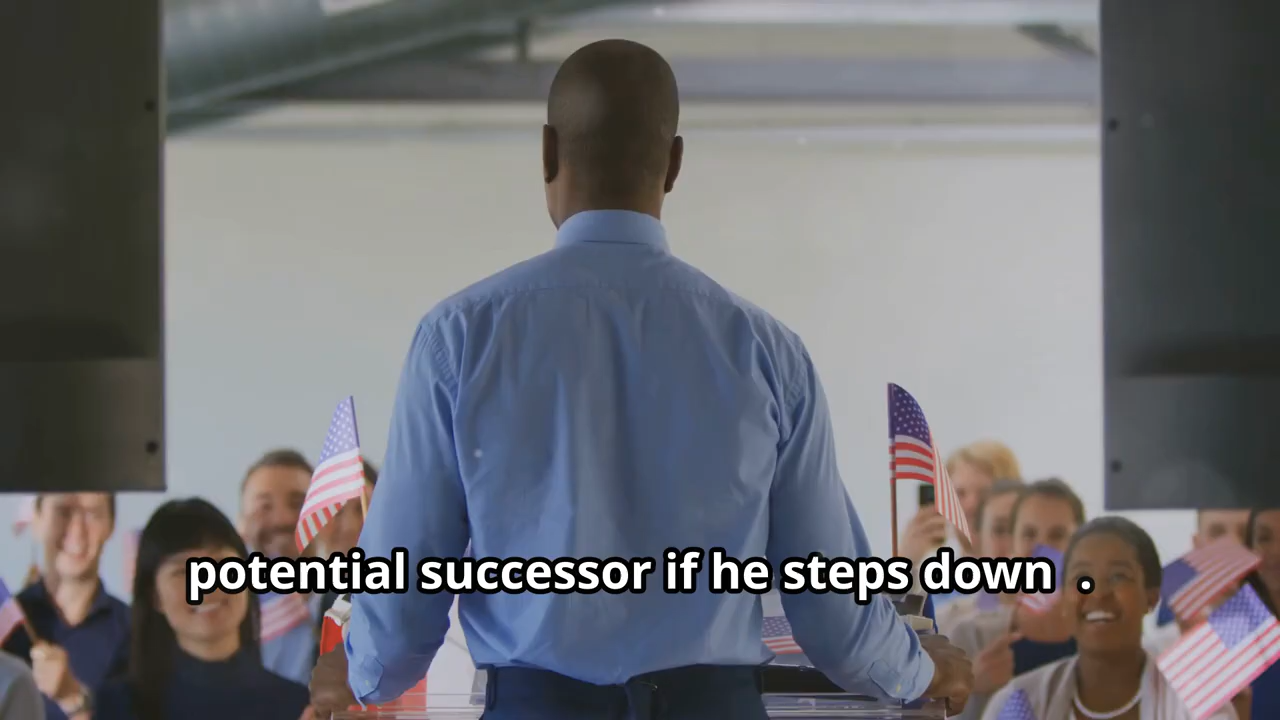 potential successor if he steps down .